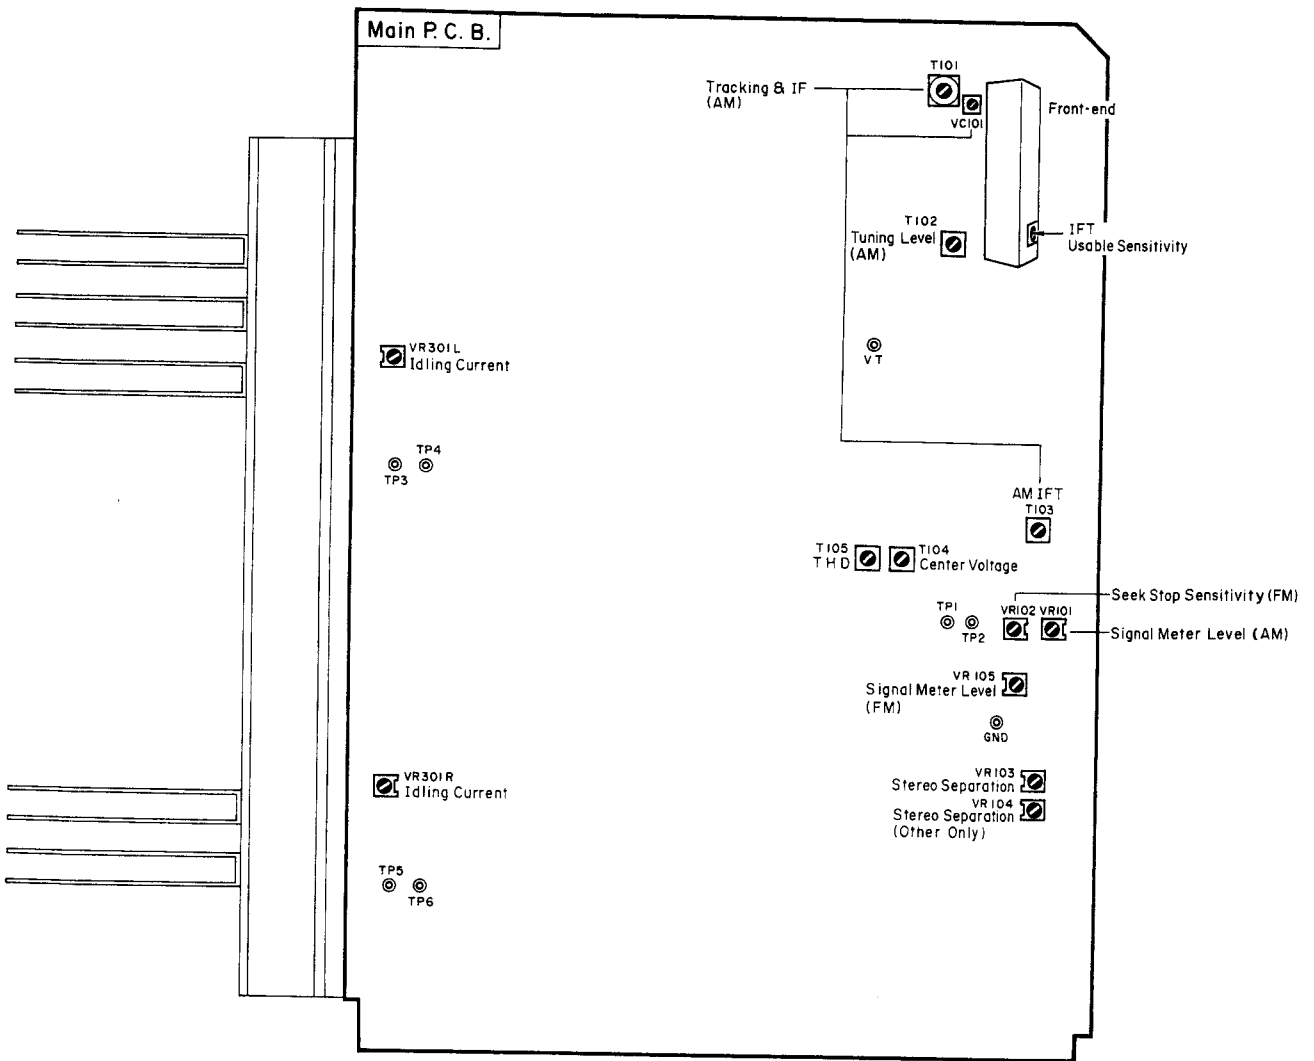 Main P. C. B.
T101
Tracking & IF
(AM)
VC101
Front-end
T102
Tuning Level
(AM)
IFT
Usable Sensitivity
VT
VR301L
Idling Current
TP4
TP3
AM IFT
T103
T105
THD
T104
Center Voltage
Seek Stop Sensitivity (FM)
TP1
TP2
VR102
VR101
Signal Meter Level (AM)
VR105
Signal Meter Level
(FM)
GND
VR301R
Idling Current
VR103
Stereo Separation
VR104
Stereo Separation
(Other Only)
TP5
TP6